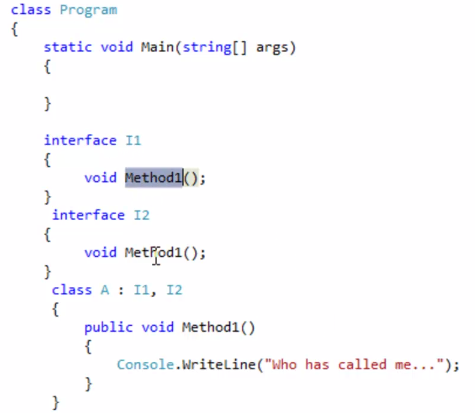 class Program
{
static void Main(string[] args)
{
}
interface I1
{
void Method1();
}
interface I2
{
void Method1();
}
class A : I1, I2
{
public void Method1()
{
Console.WriteLine("Who has called me...");
}
}